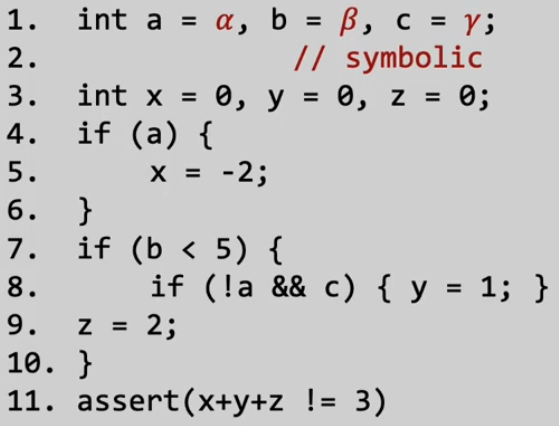 1. int a = α, b = β, c = γ;
2. // symbolic
3. int x = 0, y = 0, z = 0;
4. if (a) {
5. x = -2;
6. }
7. if (b < 5) {
8. if (!a && c) { y = 1; }
9. z = 2;
10. }
11. assert(x+y+z != 3)